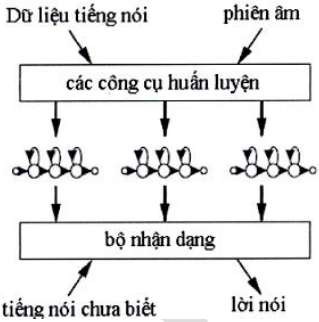 Dữ liệu tiếng nói
phiên âm
các công cụ huấn luyện
bộ nhận dạng
tiếng nói chưa biết
lời nói